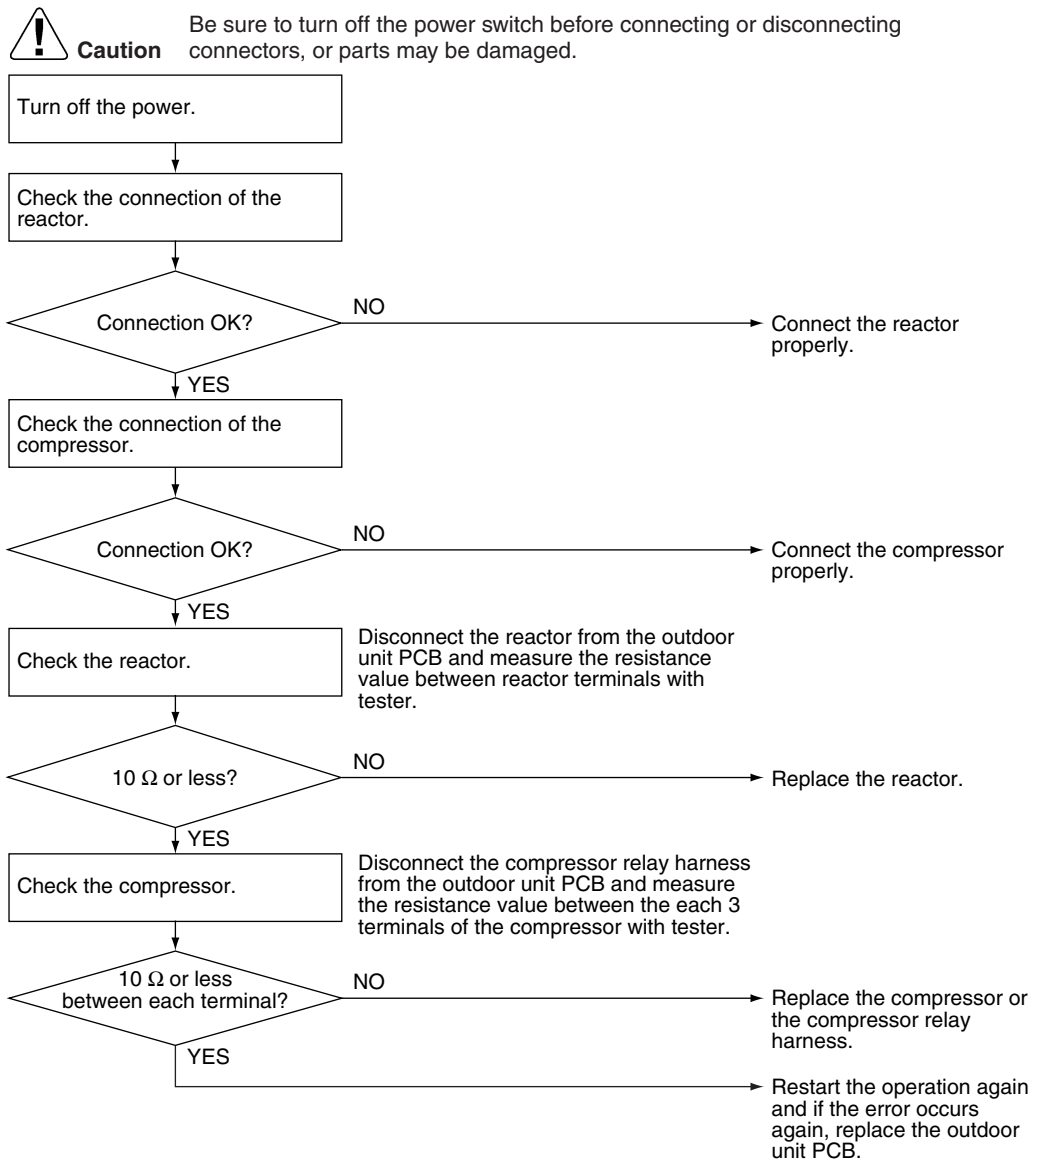 Be sure to turn off the power switch before connecting or disconnecting
Caution connectors, or parts may be damaged.
Turn off the power.
Check the connection of the
reactor.
Connection OK?
NO
Connect the reactor
properly.
YES
Check the connection of the
compressor.
Connection OK?
NO
Connect the compressor
properly.
YES
Check the reactor.
Disconnect the reactor from the outdoor
unit PCB and measure the resistance
value between reactor terminals with
tester.
10 Ω or less?
NO
Replace the reactor.
YES
Check the compressor.
Disconnect the compressor relay harness
from the outdoor unit PCB and measure
the resistance value between the each 3
terminals of the compressor with tester.
10 Ω or less
between each terminal?
NO
Replace the compressor or
the compressor relay
harness.
YES
Restart the operation again
and if the error occurs
again, replace the outdoor
unit PCB.